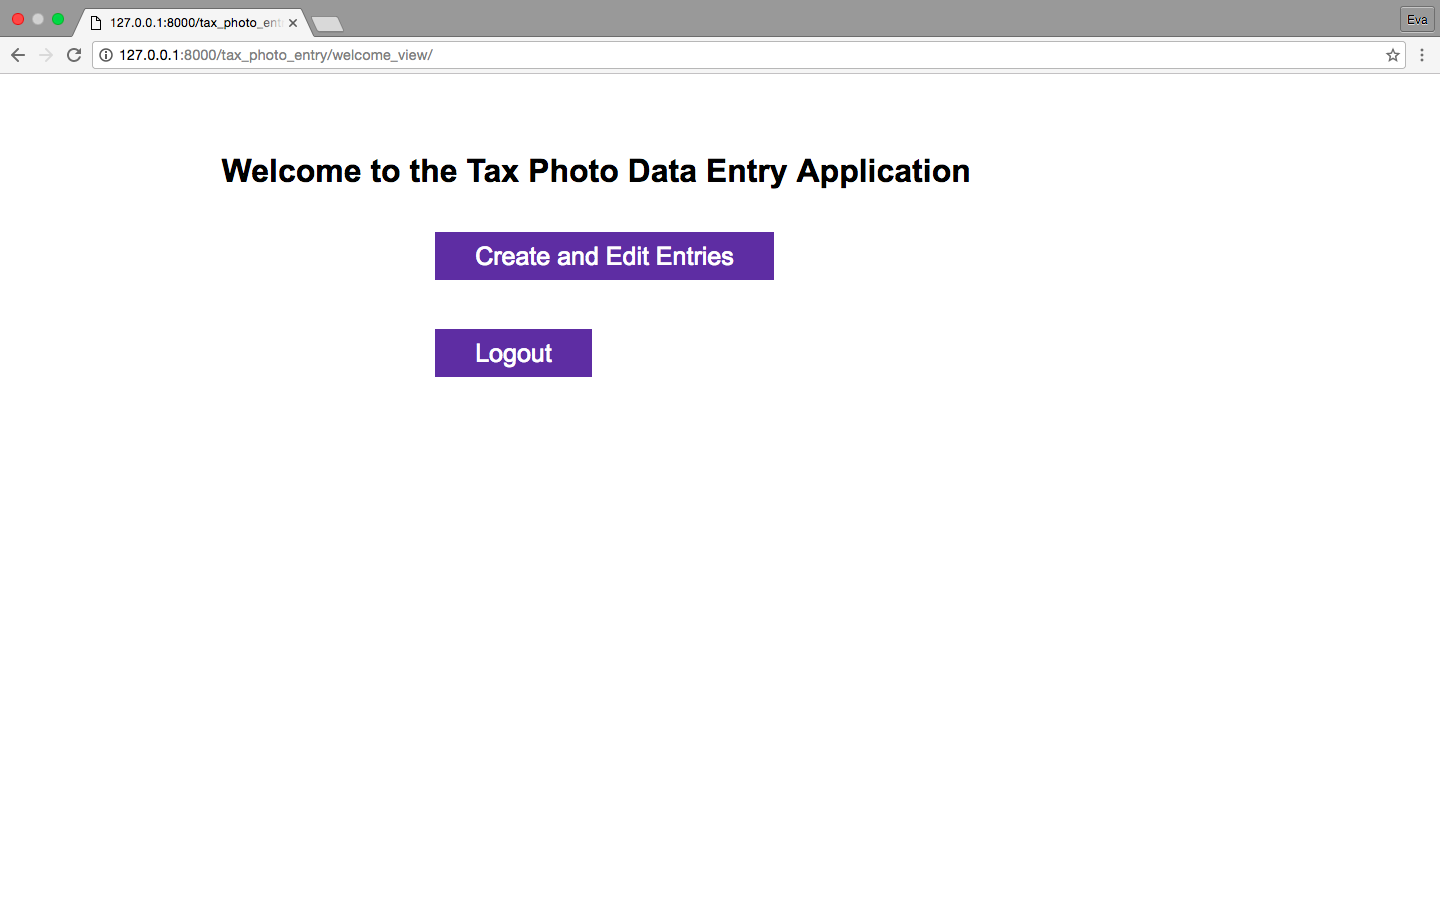 127.0.0.1:8000/tax_photo_ent
Eva
127.0.0.1:8000/tax_photo_entry/welcome_view/
Welcome to the Tax Photo Data Entry Application
Create and Edit Entries
Logout